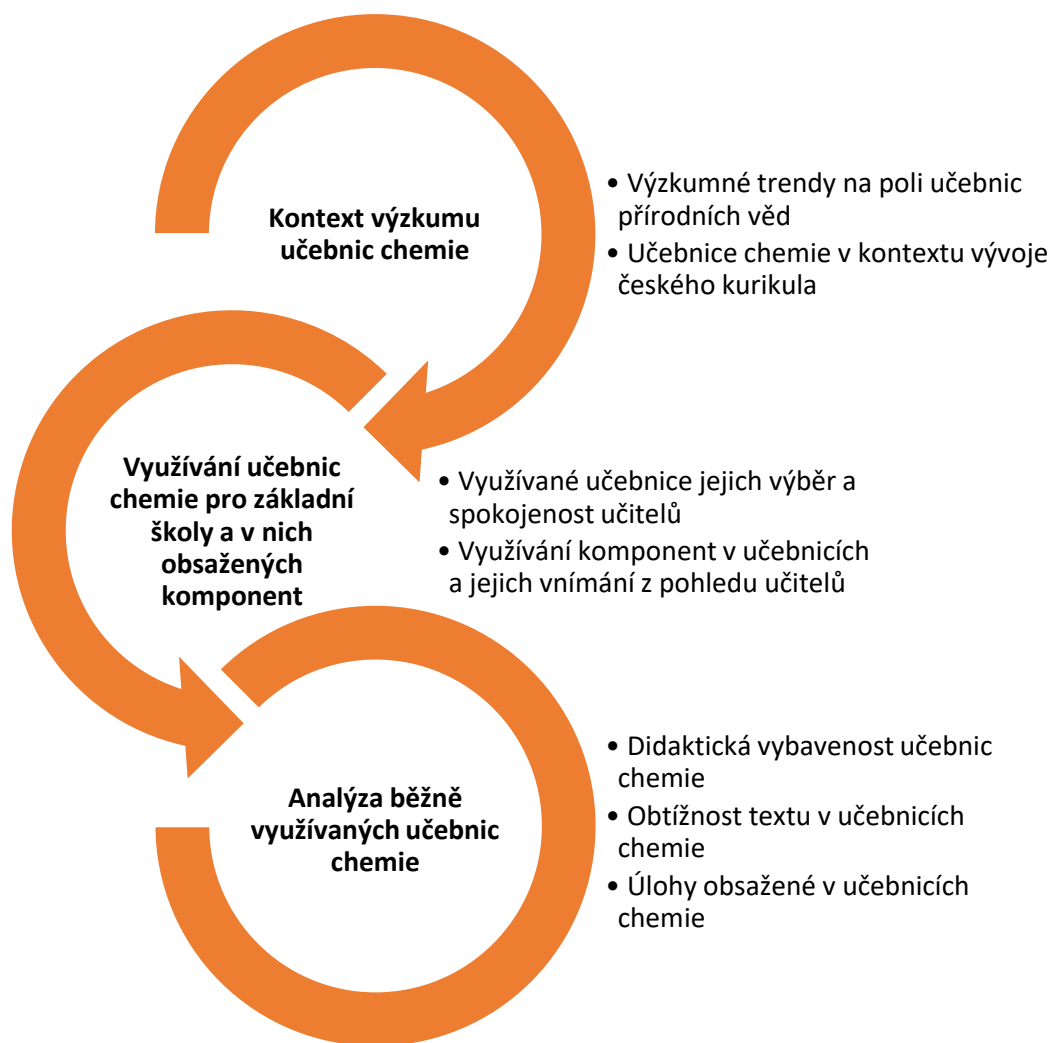 Kontext výzkumu
učebnic chemie
• Výzkumné trendy na poli učebnic
přírodních věd
• Učebnice chemie v kontextu vývoje
českého kurikula
Využívání učebnic
chemie pro základní
školy a v nich
obsažených
komponent
• Využívané učebnice jejich výběr a
spokojenost učitelů
• Využívání komponent v učebnicích
a jejich vnímání z pohledu učitelů
Analýza běžně
využívaných učebnic
chemie
• Didaktická vybavenost učebnic
chemie
• Obtížnost textu v učebnicích
chemie
• Úlohy obsažené v učebnicích
chemie